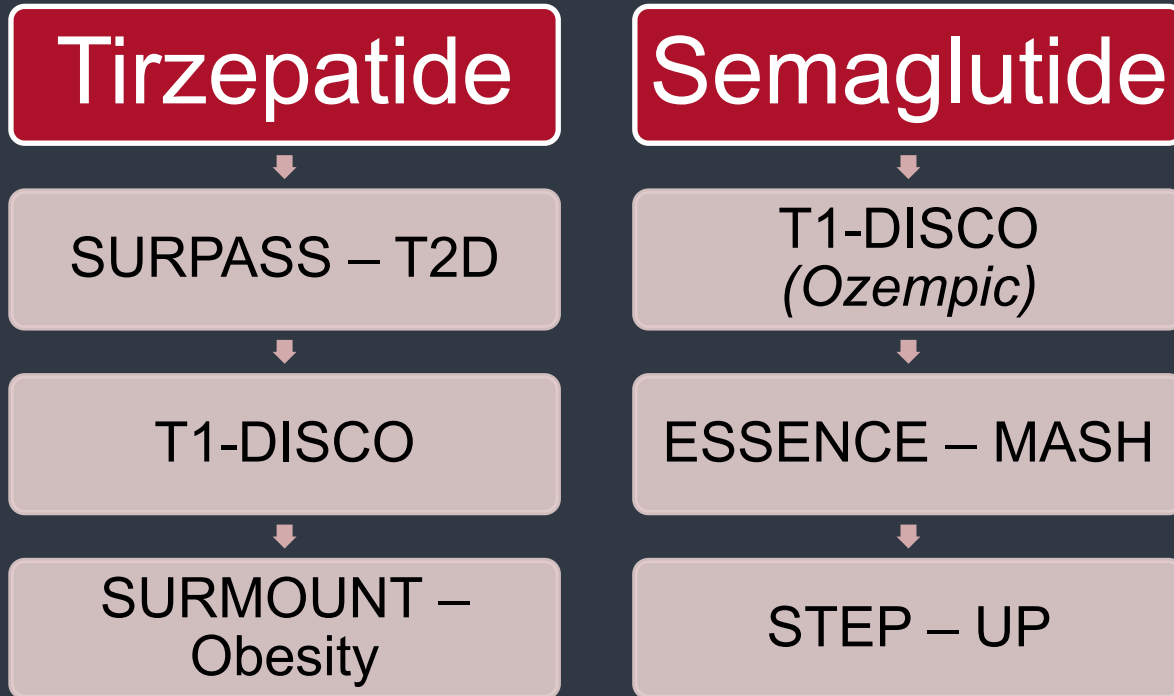 Tirzepatide
SURPASS – T2D
T1-DISCO
SURMOUNT –
Obesity
Semaglutide
T1-DISCO
(Ozempic)
ESSENCE – MASH
STEP – UP